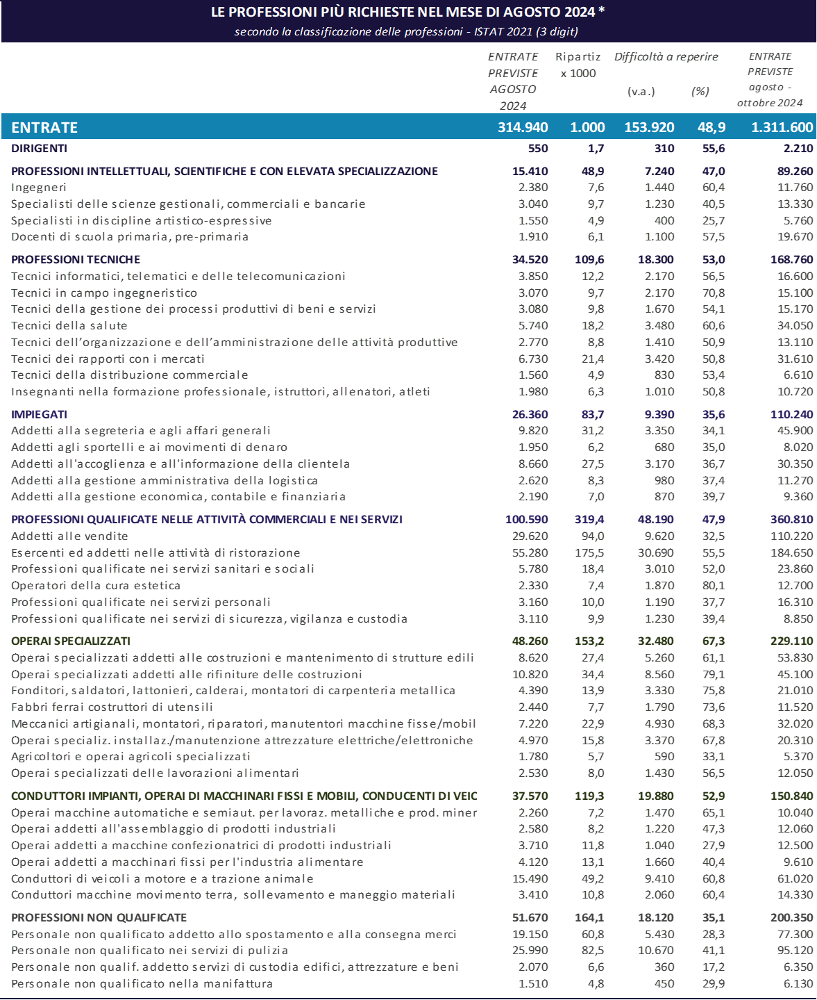 LE PROFESSIONI PIÙ RICHIESTE NEL MESE DI AGOSTO 2024 *
secondo la classificazione delle professioni - ISTAT 2021 (3 digit)
ENTRATE PREVISTE AGOSTO 2024 Ripartiz x 1000 Difficoltà a reperire (v.a.) (%) ENTRATE PREVISTE agosto - ottobre 2024
ENTRATE 314.940 1.000 153.920 48,9 1.311.600
DIRIGENTI 550 1,7 310 55,6 2.210
PROFESSIONI INTELLETTUALI, SCIENTIFICHE E CON ELEVATA SPECIALIZZAZIONE 15.410 48,9 7.240 47,0 89.260
Ingegneri 2.380 7,6 1.440 60,4 11.760
Specialisti delle scienze gestionali, commerciali e bancarie 3.040 9,7 1.230 40,5 13.330
Specialisti in discipline artistico-espressive 1.550 4,9 400 25,7 5.760
Docenti di scuola primaria, pre-primaria 1.910 6,1 1.100 57,5 19.670
PROFESSIONI TECNICHE 34.520 109,6 18.300 53,0 168.760
Tecnici informatici, telematici e delle telecomunicazioni 3.850 12,2 2.170 56,5 16.600
Tecnici in campo ingegneristico 3.070 9,7 2.170 70,8 15.100
Tecnici della gestione dei processi produttivi di beni e servizi 3.080 9,8 1.670 54,1 15.170
Tecnici della salute 5.740 18,2 3.480 60,6 34.050
Tecnici dell’organizzazione e dell’amministrazione delle attività produttive 2.770 8,8 1.410 50,9 13.110
Tecnici dei rapporti con i mercati 6.730 21,4 3.420 50,8 31.610
Tecnici della distribuzione commerciale 1.560 4,9 830 53,4 6.610
Insegnanti nella formazione professionale, istruttori, allenatori, atleti 1.980 6,3 1.010 50,8 10.720
IMPIEGATI 26.360 83,7 9.390 35,6 110.240
Addetti alla segreteria e agli affari generali 9.820 31,2 3.350 34,1 45.900
Addetti agli sportelli e ai movimenti di denaro 1.950 6,2 680 35,0 8.020
Addetti all'accoglienza e all'informazione della clientela 8.660 27,5 3.170 36,7 30.350
Addetti alla gestione amministrativa della logistica 2.620 8,3 980 37,4 11.270
Addetti alla gestione economica, contabile e finanziaria 2.190 7,0 870 39,7 9.360
PROFESSIONI QUALIFICATE NELLE ATTIVITÀ COMMERCIALI E NEI SERVIZI 100.590 319,4 48.190 47,9 360.810
Addetti alle vendite 29.620 94,0 9.620 32,5 110.220
Esercenti ed addetti nelle attività di ristorazione 55.280 175,5 30.690 55,5 184.650
Professioni qualificate nei servizi sanitari e sociali 5.780 18,4 3.010 52,0 23.860
Operatori della cura estetica 2.330 7,4 1.870 80,1 12.700
Professioni qualificate nei servizi personali 3.160 10,0 1.190 37,7 16.310
Professioni qualificate nei servizi di sicurezza, vigilanza e custodia 3.110 9,9 1.230 39,4 8.850
OPERAI SPECIALIZZATI 48.260 153,2 32.480 67,3 229.110
Operai specializzati addetti alle costruzioni e mantenimento di strutture edili 8.620 27,4 5.260 61,1 53.830
Operai specializzati addetti alle rifiniture delle costruzioni 10.820 34,4 8.560 79,1 45.100
Fonditori, saldatori, lattonieri, calderai, montatori di carpenteria metallica 4.390 13,9 3.330 75,8 21.010
Fabbri ferrai costruttori di utensili 2.440 7,7 1.790 73,6 11.520
Meccanici artigianali, montatori, riparatori, manutentori macchine fisse/mobil 7.220 22,9 4.930 68,3 32.020
Operai specializ. installaz./manutenzione attrezzature elettriche/elettroniche 4.970 15,8 3.370 67,8 20.310
Agricoltori e operai agricoli specializzati 1.780 5,7 590 33,1 5.370
Operai specializzati delle lavorazioni alimentari 2.530 8,0 1.430 56,5 12.050
CONDUTTORI IMPIANTI, OPERAI DI MACCHINARI FISSI E MOBILI, CONDUCENTI DI VEIC 37.570 119,3 19.880 52,9 150.840
Operai macchine automatiche e semiaut. per lavoraz. metalliche e prod. miner 2.260 7,2 1.470 65,1 10.040
Operai addetti all'assemblaggio di prodotti industriali 2.580 8,2 1.220 47,3 12.060
Operai addetti a macchine confezionatrici di prodotti industriali 3.710 11,8 1.040 27,9 12.500
Operai addetti a macchinari fissi per l'industria alimentare 4.120 13,1 1.660 40,4 9.610
Conduttori di veicoli a motore e a trazione animale 15.490 49,2 9.410 60,8 61.020
Conduttori macchine movimento terra, sollevamento e maneggio materiali 3.410 10,8 2.060 60,4 14.330
PROFESSIONI NON QUALIFICATE 51.670 164,1 18.120 35,1 200.350
Personale non qualificato addetto allo spostamento e alla consegna merci 19.150 60,8 5.430 28,3 77.300
Personale non qualificato nei servizi di pulizia 25.990 82,5 10.670 41,1 95.120
Personale non qualif. addetto servizi di custodia edifici, attrezzature e beni 2.070 6,6 360 17,2 6.350
Personale non qualificato nella manifattura 1.510 4,8 450 29,9 6.130